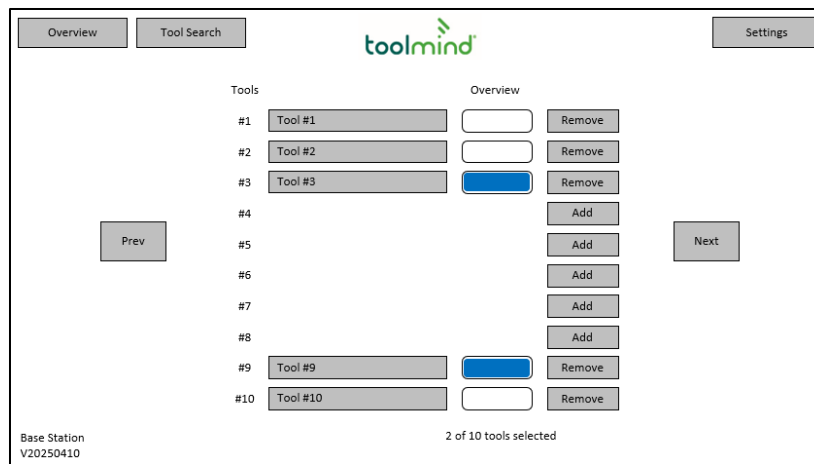 Overview Tool Search toolmind Settings
Tools Overview
#1 Tool #1 Remove
#2 Tool #2 Remove
#3 Tool #3 Remove
#4 Add
Prev #5 Add Next
#6 Add
#7 Add
#8 Add
#9 Tool #9 Remove
#10 Tool #10 Remove
Base Station 2 of 10 tools selected
V20250410